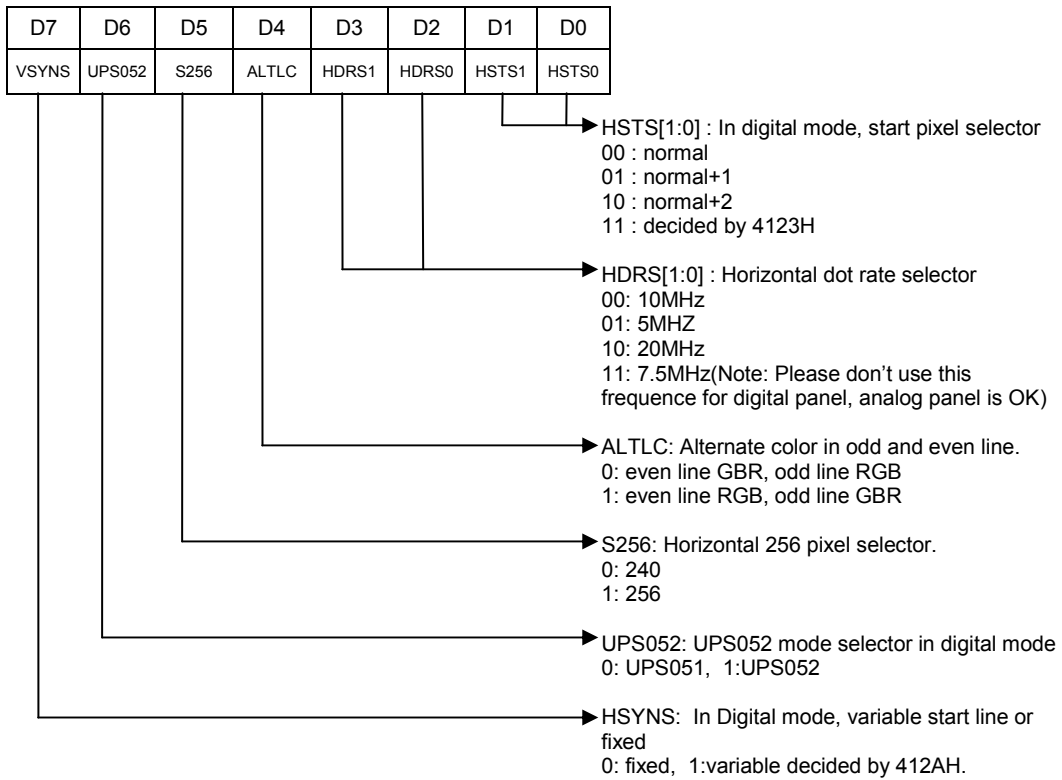 D7 D6 D5 D4 D3 D2 D1 D0
VSYNS UPS052 S256 ALTLC HDRS1 HDRS0 HSTS1 HSTS0
HSTS[1:0] : In digital mode, start pixel selector
00 : normal
01 : normal+1
10 : normal+2
11 : decided by 4123H
HDRS[1:0] : Horizontal dot rate selector
00: 10MHz
01: 5MHZ
10: 20MHz
11: 7.5MHz(Note: Please don’t use this
frequence for digital panel, analog panel is OK)
ALTLC: Alternate color in odd and even line.
0: even line GBR, odd line RGB
1: even line RGB, odd line GBR
S256: Horizontal 256 pixel selector.
0: 240
1: 256
UPS052: UPS052 mode selector in digital mode
0: UPS051, 1:UPS052
HSYNS: In Digital mode, variable start line or
fixed
0: fixed, 1:variable decided by 412AH.